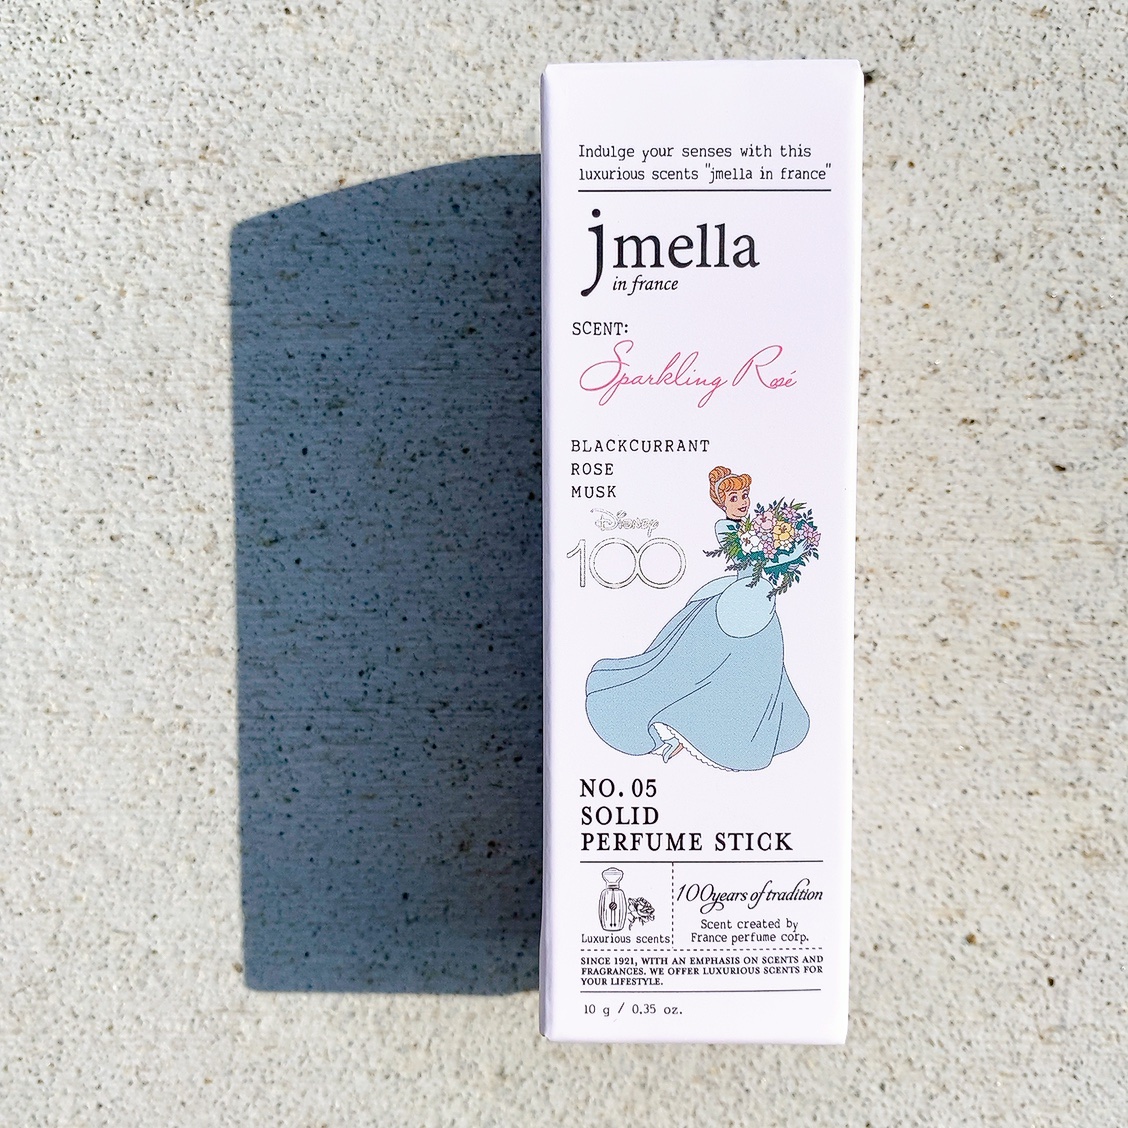 Indulge your senses with this
luxurious scents "jmella in france"
jmella
in france
SCENT:
Sparkling Rosé
BLACKCURRANT
ROSE
MUSK
Disney
100
NO. 05
SOLID
PERFUME STICK
Luxurious scents
100years of tradition
Scent created by
France perfume corp.
SINCE 1921, WITH AN EMPHASIS ON SCENTS AND
FRAGRANCES. WE OFFER LUXURIOUS SCENTS FOR
YOUR LIFESTYLE.
10 g / 0.35 oz.